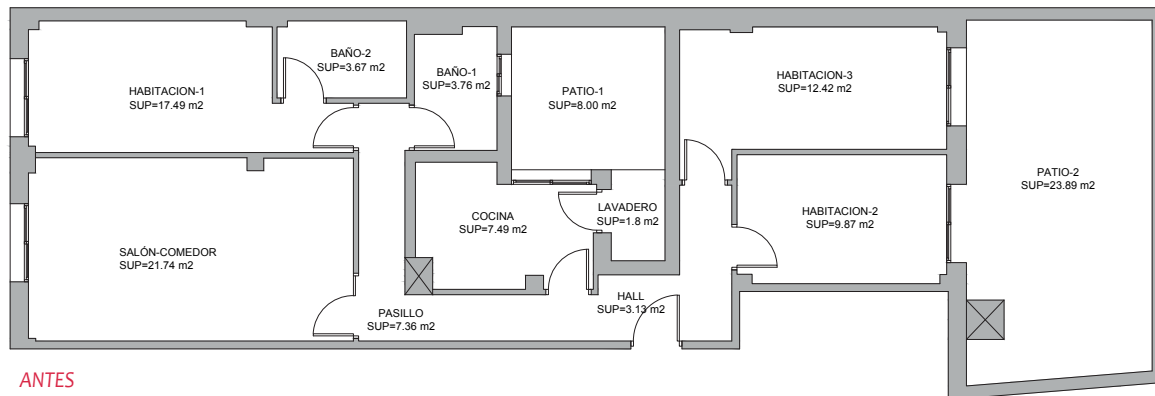 BAÑO-2
SUP=3.67 m2
BAÑO-1
SUP=3.76 m2
HABITACION-1
SUP=17.49 m2
PATIO-1
SUP=8.00 m2
HABITACION-3
SUP=12.42 m2
PATIO-2
SUP=23.89 m2
HABITACION-2
SUP=9.87 m2
LAVADERO
SUP=1.8 m2
COCINA
SUP=7.49 m2
SALÓN-COMEDOR
SUP=21.74 m2
HALL
SUP=3.13 m2
PASILLO
SUP=7.36 m2
ANTES